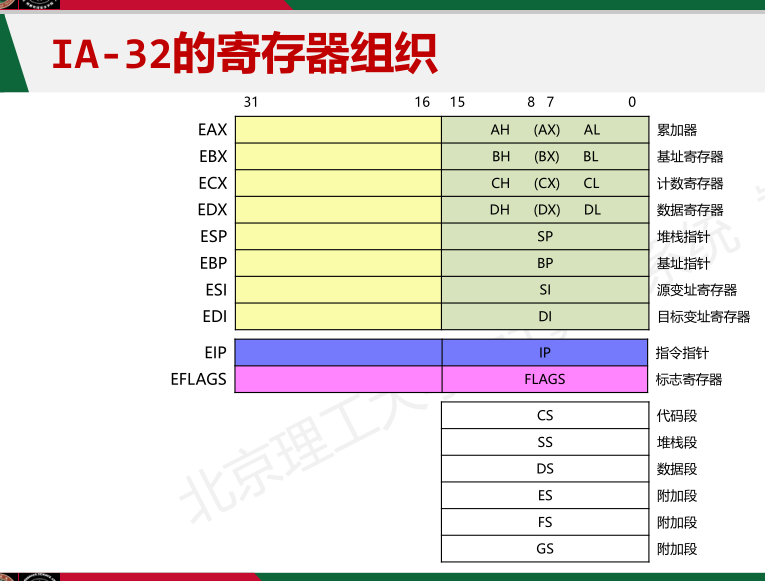 IA-32的寄存器组织
31 16 15 8 7 0
EAX AH (AX) AL 累加器
EBX BH (BX) BL 基址寄存器
ECX CH (CX) CL 计数寄存器
EDX DH (DX) DL 数据寄存器
ESP SP 堆栈指针
EBP BP 基址指针
ESI SI 源变址寄存器
EDI DI 目标变址寄存器
EIP IP 指令指针
EFLAGS FLAGS 标志寄存器
CS 代码段
SS 堆栈段
DS 数据段
ES 附加段
FS 附加段
GS 附加段
北京理工大
系统